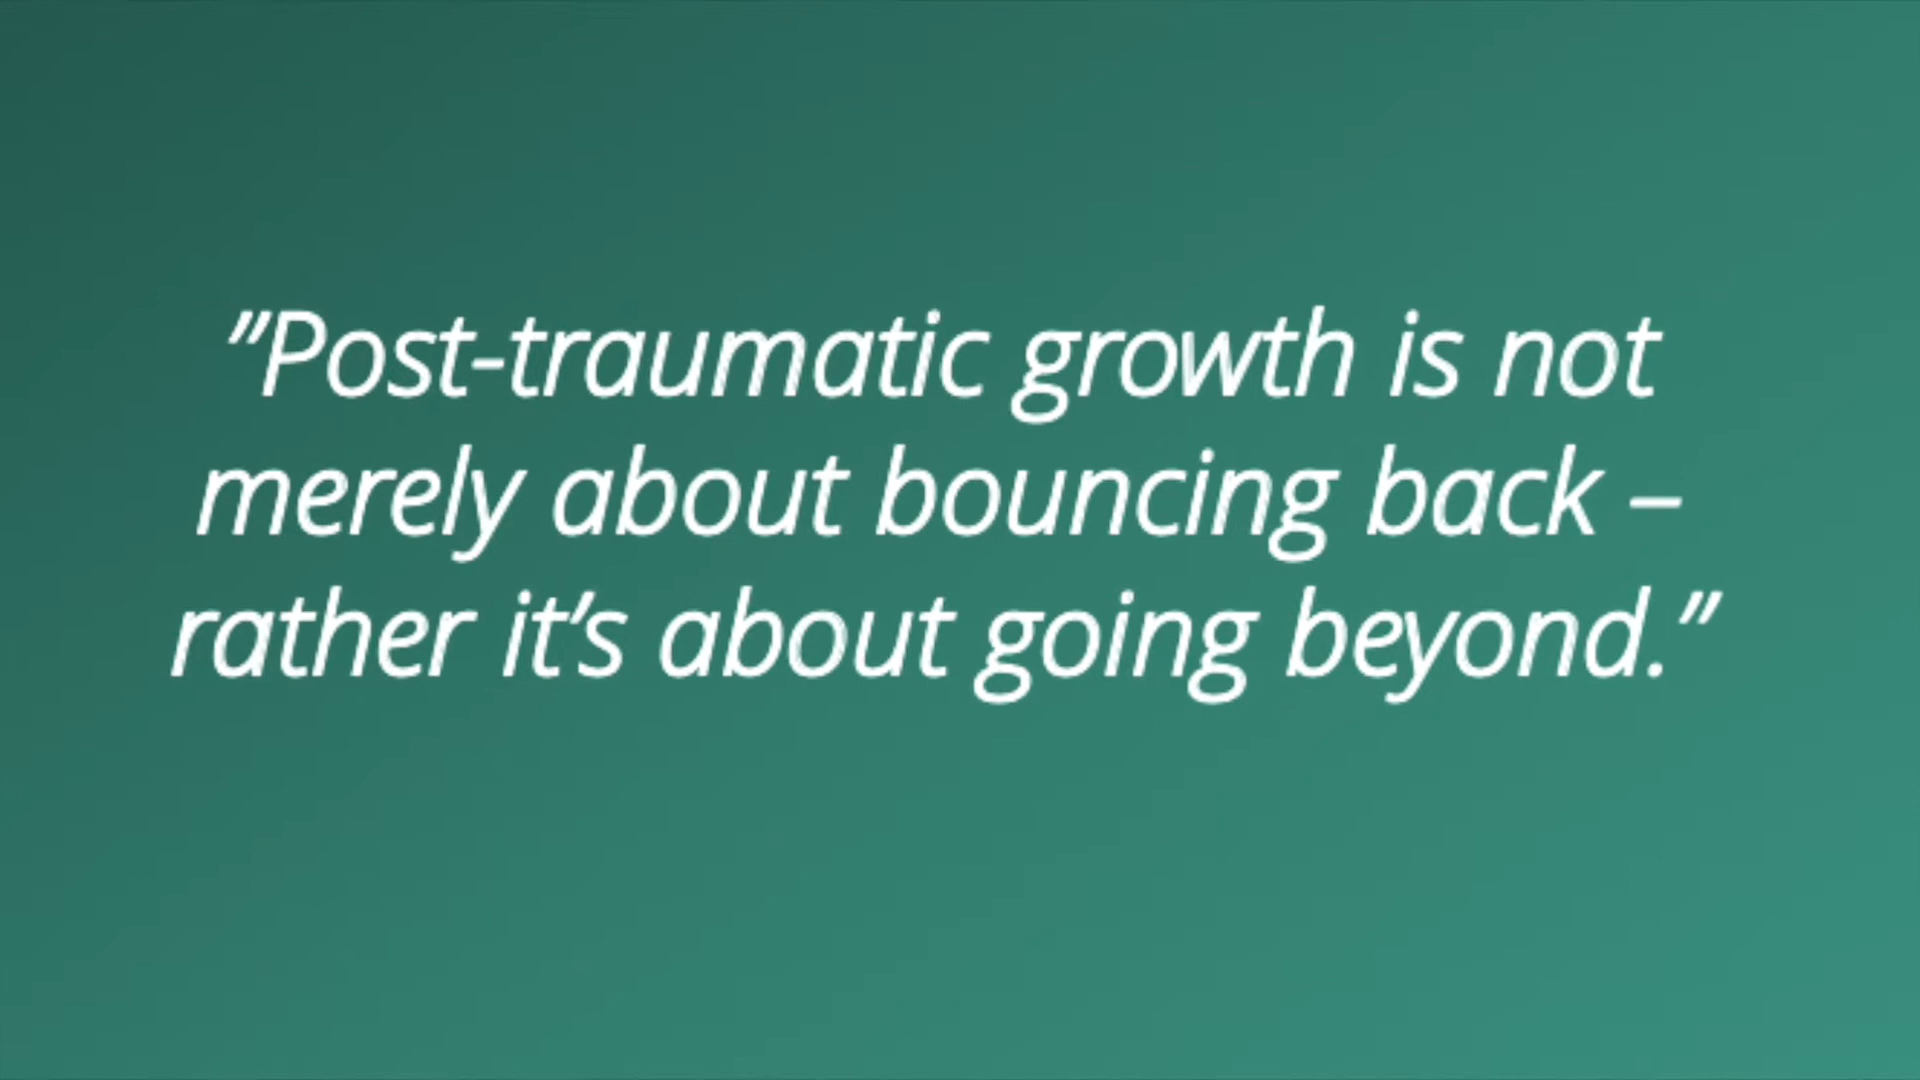 ”Post-traumatic growth is not
merely about bouncing back –
rather it’s about going beyond.”